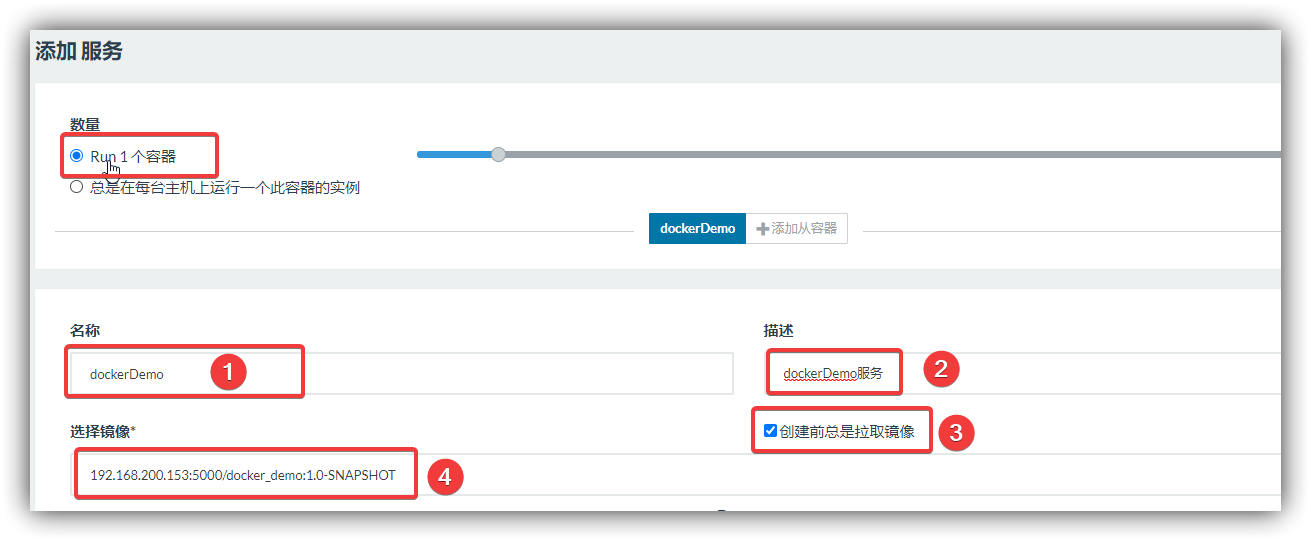 添加 服务
数量
Run 1 个容器
总是在每台主机上运行一个此容器的实例
dockerDemo
添加从容器
名称
描述
dockerDemo
1
dockerDemo服务
2
选择镜像*
创建前总是拉取镜像
3
192.168.200.153:5000/docker_demo:1.0-SNAPSHOT
4